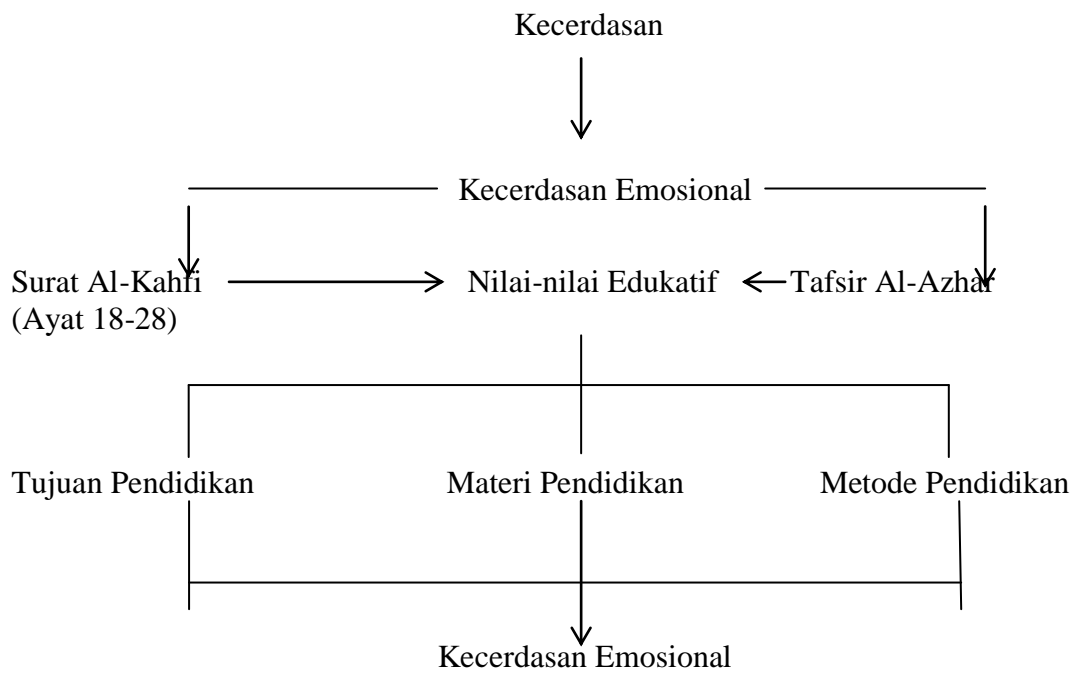 Kecerdasan
Kecerdasan Emosional
Surat Al-Kahfi
(Ayat 18-28)
Nilai-nilai Edukatif
Tafsir Al-Azhar
Tujuan Pendidikan
Materi Pendidikan
Metode Pendidikan
Kecerdasan Emosional